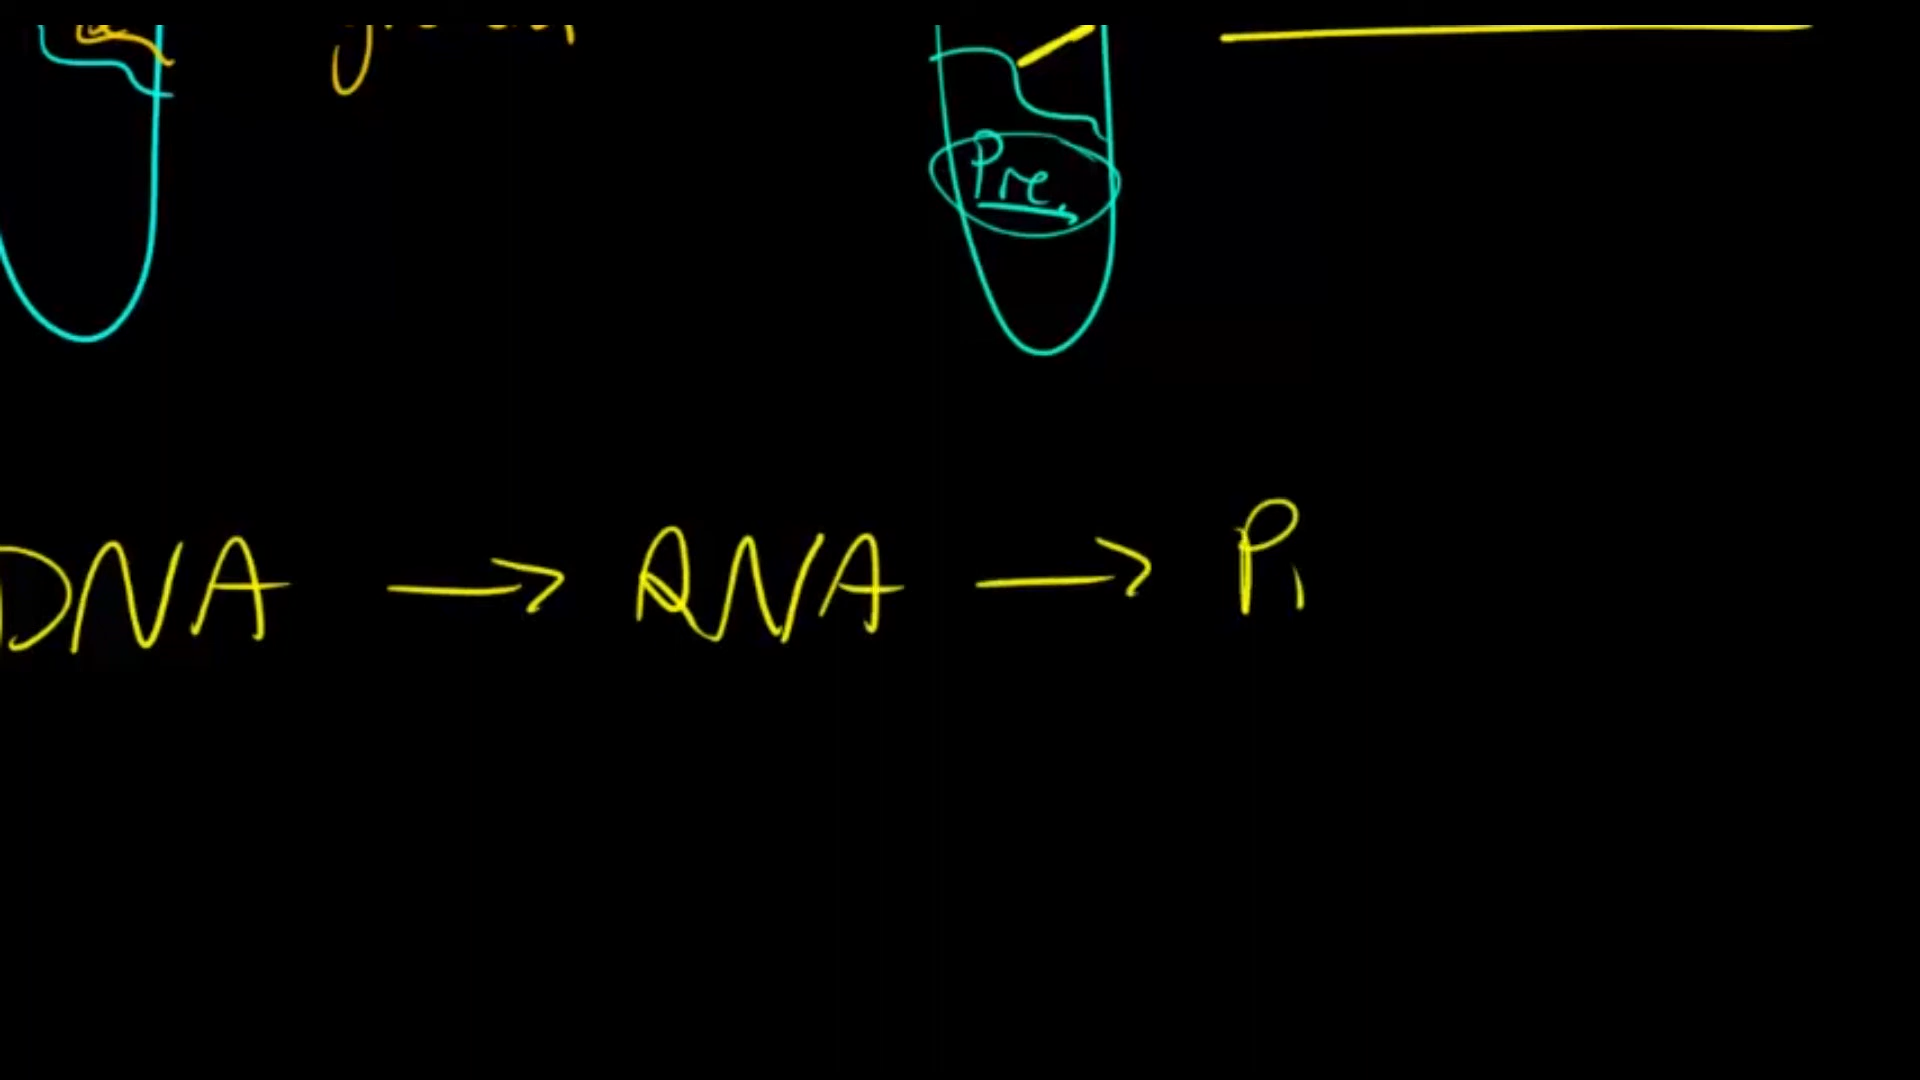 Pre
DNA → RNA → P